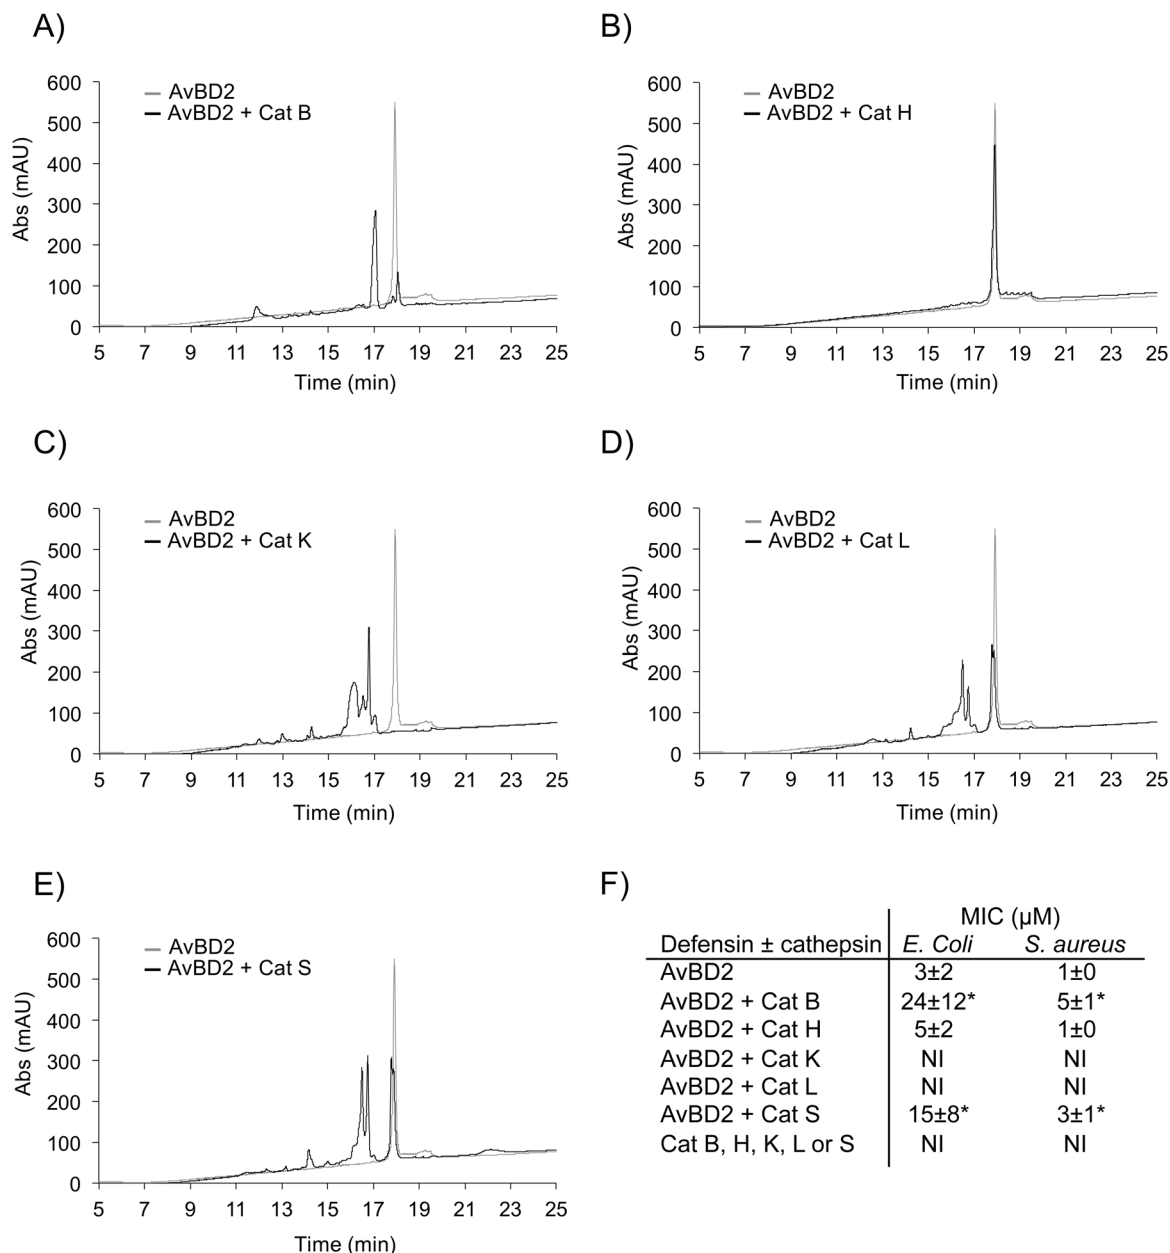 A)
600
500
400
300
200
100
0
Abs (mAU)
AvBD2
AvBD2 + Cat B
5 7 9 11 13 15 17 19 21 23 25
Time (min)
B)
600
500
400
300
200
100
0
Abs (mAU)
AvBD2
AvBD2 + Cat H
5 7 9 11 13 15 17 19 21 23 25
Time (min)
C)
600
500
400
300
200
100
0
Abs (mAU)
AvBD2
AvBD2 + Cat K
5 7 9 11 13 15 17 19 21 23 25
Time (min)
D)
600
500
400
300
200
100
0
Abs (mAU)
AvBD2
AvBD2 + Cat L
5 7 9 11 13 15 17 19 21 23 25
Time (min)
E)
600
500
400
300
200
100
0
Abs (mAU)
AvBD2
AvBD2 + Cat S
5 7 9 11 13 15 17 19 21 23 25
Time (min)
F)
MIC (µM)
Defensin ± cathepsin E. Coli S. aureus
AvBD2 3±2 1±0
AvBD2 + Cat B 24±12* 5±1*
AvBD2 + Cat H 5±2 1±0
AvBD2 + Cat K NI NI
AvBD2 + Cat L NI NI
AvBD2 + Cat S 15±8* 3±1*
Cat B, H, K, L or S NI NI